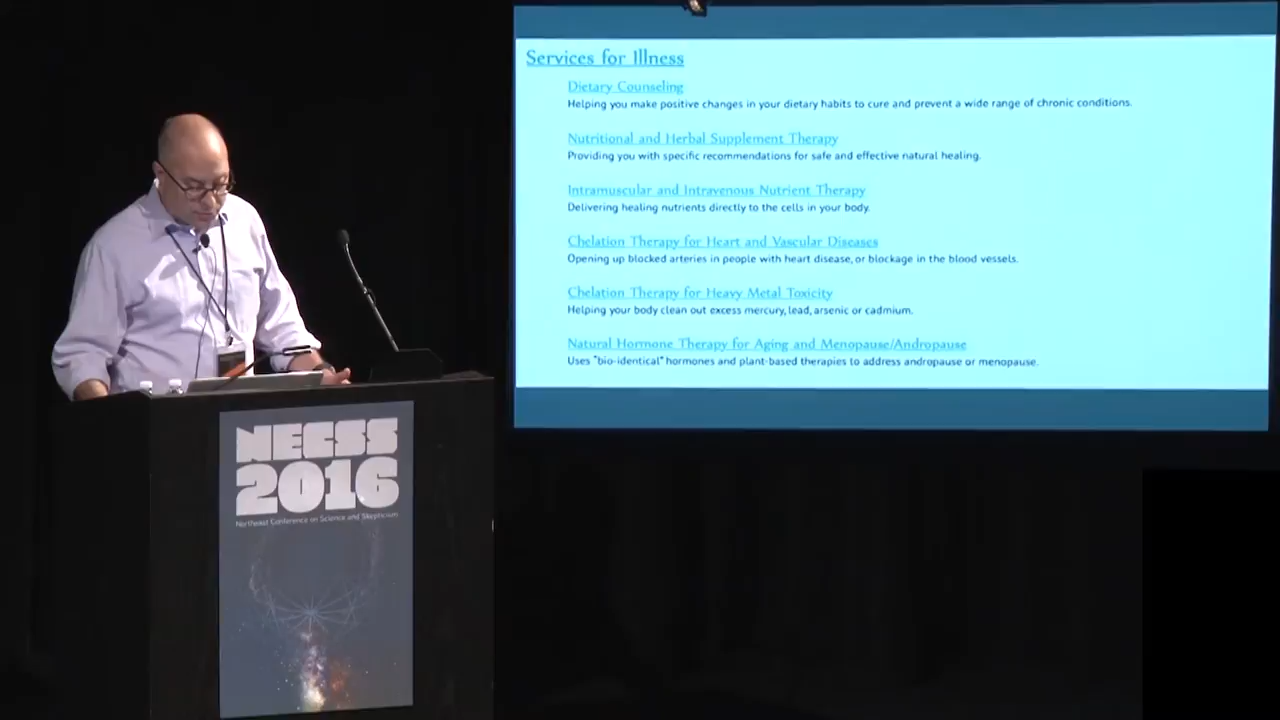 Services for Illness
Dietary Counseling
Helping you make positive changes in your dietary habits to cure and prevent a wide range of chronic conditions.
Nutritional and Herbal Supplement Therapy
Providing you with specific recommendations for safe and effective natural healing.
Intramuscular and Intravenous Nutrient Therapy
Delivering healing nutrients directly to the cells in your body.
Chelation Therapy for Heart and Vascular Diseases
Opening up blocked arteries in people with heart disease, or blockage in the blood vessels.
Chelation Therapy for Heavy Metal Toxicity
Helping your body clean out excess mercury, lead, arsenic or cadmium.
Natural Hormone Therapy for Aging and Menopause/Andropause
Uses "bio-identical" hormones and plant-based therapies to address andropause or menopause.
NECSS
2016
Northeast Conference on Science and Skepticism